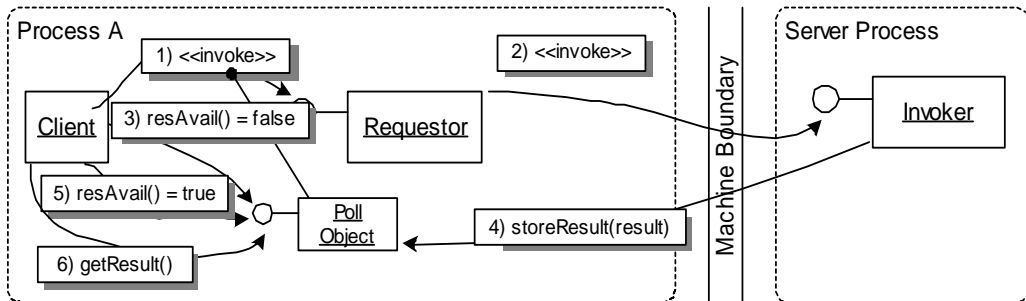 Process A
Server Process
1) <<invoke>>
2) <<invoke>>
Client
3) resAvail() = false
Requestor
Invoker
Machine Boundary
5) resAvail() = true
Poll
Object
4) storeResult(result)
6) getResult()